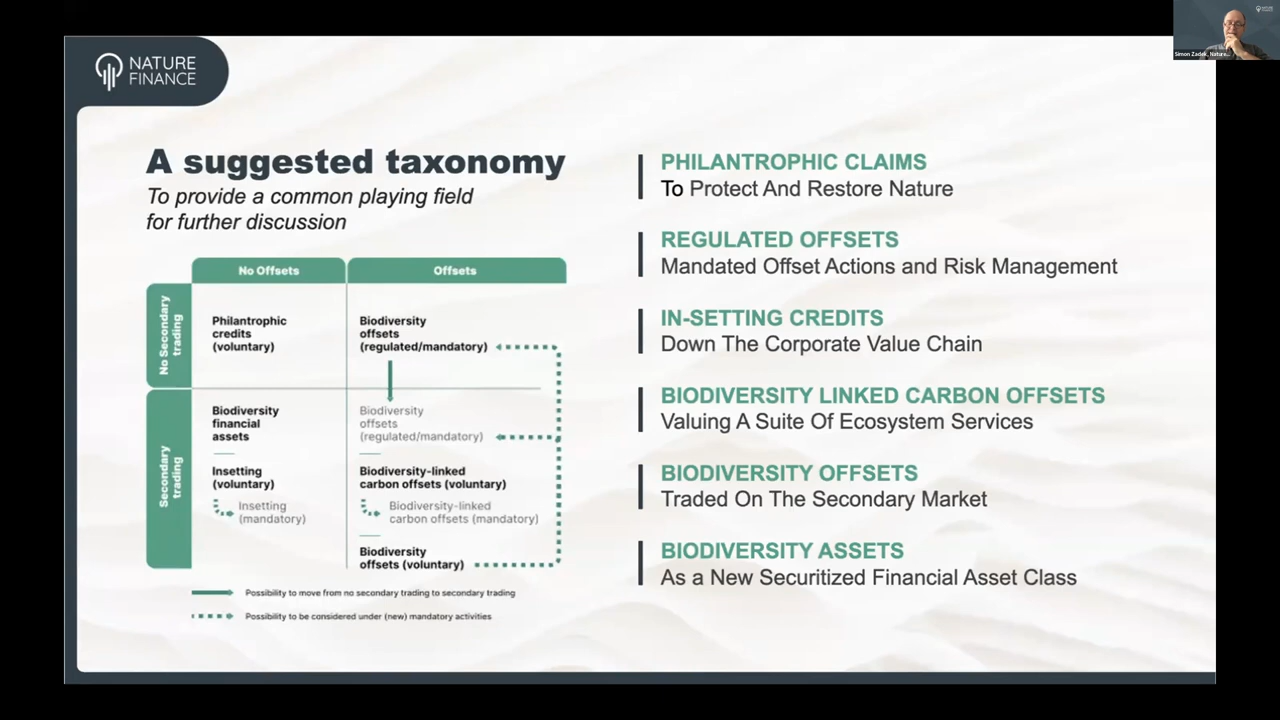 NATURE
FINANCE
NATURE
FINANCE
Simon Zadek, Nature...
A suggested taxonomy
To provide a common playing field
for further discussion
No Offsets
Offsets
No Secondary
trading
Philantrophic
credits
(voluntary)
Biodiversity
offsets
(regulated/mandatory)
Secondary
trading
Biodiversity
financial
assets
Insetting
(voluntary)
Insetting
(mandatory)
Biodiversity
offsets
(regulated/mandatory)
Biodiversity-linked
carbon offsets (voluntary)
Biodiversity-linked
carbon offsets (mandatory)
Biodiversity
offsets (voluntary)
Possibility to move from no secondary trading to secondary trading
Possibility to be considered under (new) mandatory activities
PHILANTROPHIC CLAIMS
To Protect And Restore Nature
REGULATED OFFSETS
Mandated Offset Actions and Risk Management
IN-SETTING CREDITS
Down The Corporate Value Chain
BIODIVERSITY LINKED CARBON OFFSETS
Valuing A Suite Of Ecosystem Services
BIODIVERSITY OFFSETS
Traded On The Secondary Market
BIODIVERSITY ASSETS
As a New Securitized Financial Asset Class